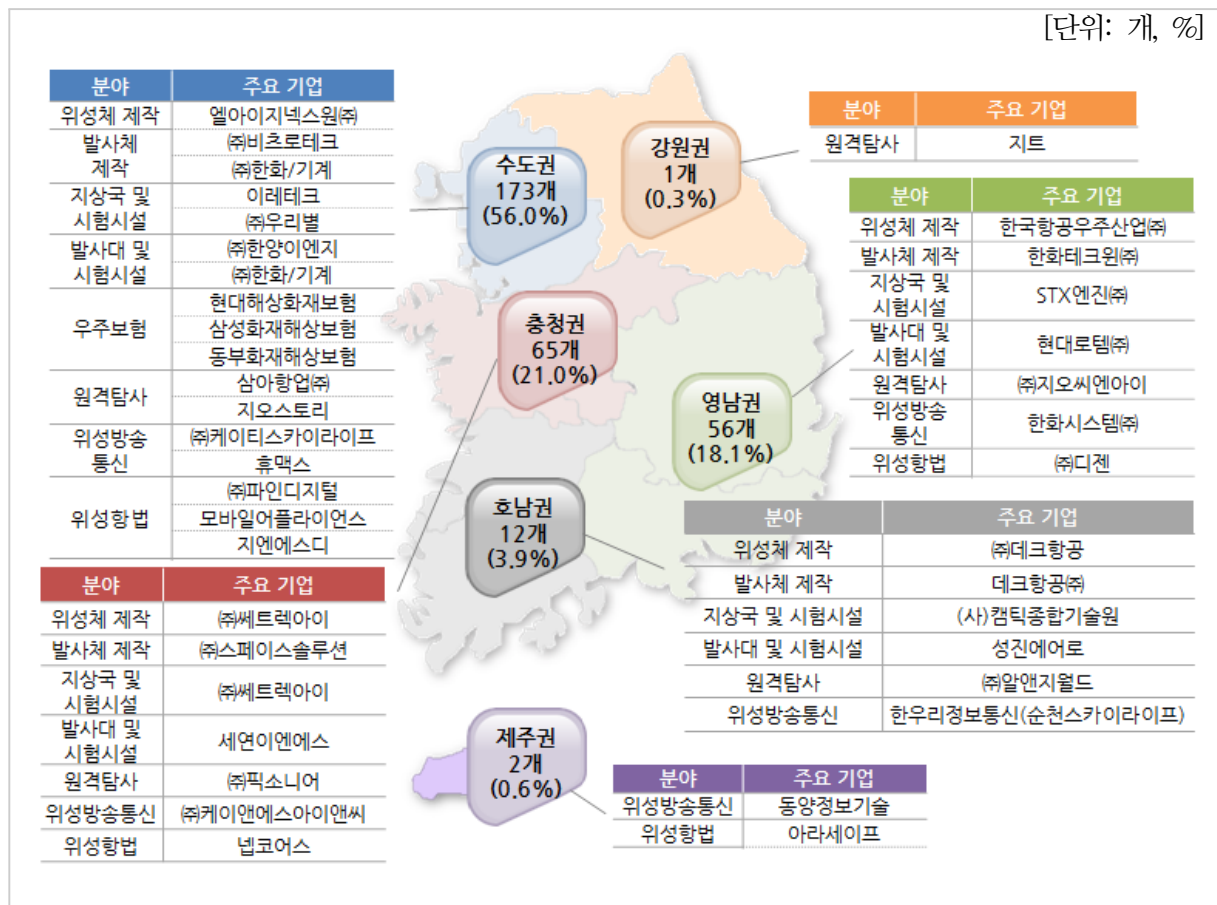 [단위: 개, %]
분야 주요 기업
위성체 제작 엘아이지넥스원㈜
발사체 제작 ㈜비츠로테크
㈜한화/기계
지상국 및 시험시설 이레테크
㈜우리별
발사대 및 시험시설 ㈜한양이엔지
㈜한화/기계
우주보험 현대해상화재보험
삼성화재해상보험
동부화재해상보험
원격탐사 삼아항업㈜
지오스토리
위성방송 통신 ㈜케이티스카이라이프
휴맥스
위성항법 ㈜파인디지털
모바일어플라이언스
지엔에스디
수도권
173개
(56.0%)
강원권
1개
(0.3%)
분야 주요 기업
원격탐사 지트
충청권
65개
(21.0%)
영남권
56개
(18.1%)
분야 주요 기업
위성체 제작 한국항공우주산업㈜
발사체 제작 한화테크윈㈜
지상국 및 시험시설 STX엔진㈜
발사대 및 시험시설 현대로템㈜
원격탐사 ㈜지오씨엔아이
위성방송 통신 한화시스템㈜
위성항법 ㈜디젠
호남권
12개
(3.9%)
분야 주요 기업
위성체 제작 ㈜데크항공
발사체 제작 데크항공㈜
지상국 및 시험시설 (사)캠틱종합기술원
발사대 및 시험시설 성진에어로
원격탐사 ㈜알앤지월드
위성방송통신 한우리정보통신(순천스카이라이프)
분야 주요 기업
위성체 제작 ㈜쎄트렉아이
발사체 제작 ㈜스페이스솔루션
지상국 및 시험시설 ㈜쎄트렉아이
발사대 및 시험시설 세연이엔에스
원격탐사 ㈜픽소니어
위성방송통신 ㈜케이앤에스아이앤씨
위성항법 넵코어스
제주권
2개
(0.6%)
분야 주요 기업
위성방송통신 동양정보기술
위성항법 아라세이프